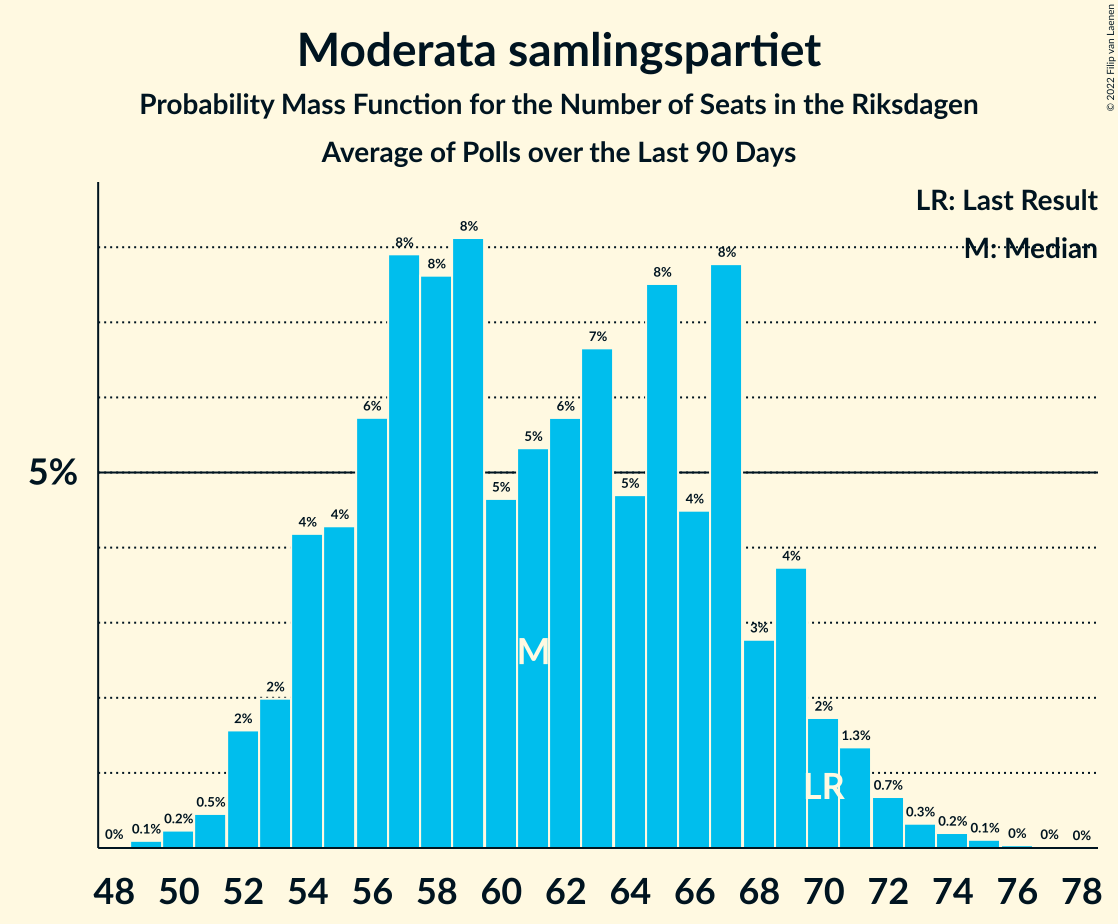 Moderata samlingspartiet
Probability Mass Function for the Number of Seats in the Riksdagen
Average of Polls over the Last 90 Days
© 2022 Filip van Laenen
LR: Last Result
M: Median
5%
0% 0.1% 0.2% 0.5% 2% 2% 4% 4% 6% 8% 8% 8% 5% 5% 6% 7% 5% 8% 4% 8% 3% 4% 2% 1.3% 0.7% 0.3% 0.2% 0.1% 0% 0% 0%
M
LR
48 50 52 54 56 58 60 62 64 66 68 70 72 74 76 78